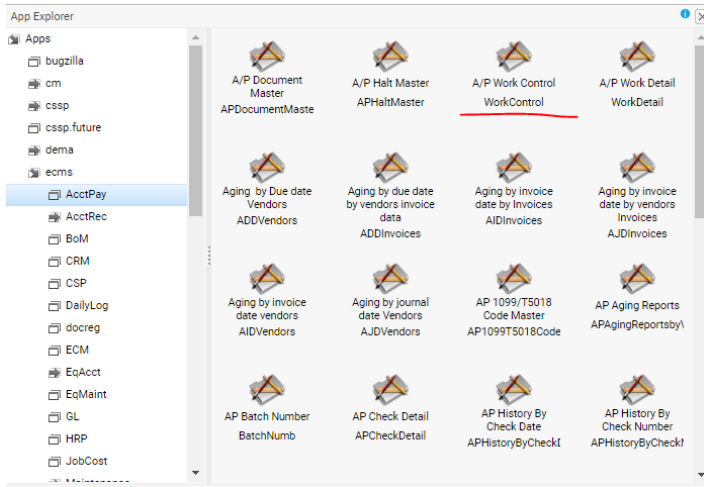 App Explorer
Apps
bugzilla
cm
cssp
cssp.future
dema
ecms
AcctPay
AcctRec
BoM
CRM
CSP
DailyLog
docreg
ECM
EqAcct
EqMaint
GL
HRP
JobCost
A/P Document
Master
APDocumentMaste
A/P Halt Master
APHaltMaster
A/P Work Control
WorkControl
A/P Work Detail
WorkDetail
Aging by Due date
Vendors
ADDVendors
Aging by due date
by vendors invoice
data
ADDInvoices
Aging by invoice
date by Invoices
AIDInvoices
Aging by invoice
date by vendors
Invoices
AJDInvoices
Aging by invoice
date vendors
AIDVendors
Aging by journal
date Vendors
AJDVendors
AP 1099/T5018
Code Master
AP1099T5018Code
AP Aging Reports
APAgingReportsby
AP Batch Number
BatchNumb
AP Check Detail
APCheckDetail
AP History By
Check Date
APHistoryByCheck
AP History By
Check Number
APHistoryByCheck